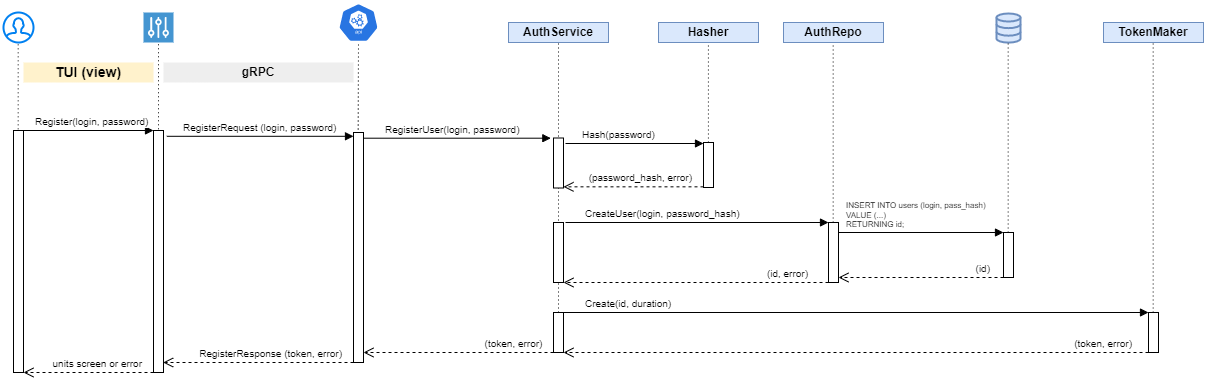 AuthService
Hasher
AuthRepo
TokenMaker
TUI (view)
gRPC
Register(login, password)
RegisterRequest (login, password)
RegisterUser(login, password)
Hash(password)
(password_hash, error)
CreateUser(login, password_hash)
INSERT INTO users (login, pass_hash)
VALUE (...)
RETURNING id;
(id)
(id, error)
Create(id, duration)
(token, error)
(token, error)
RegisterResponse (token, error)
units screen or error